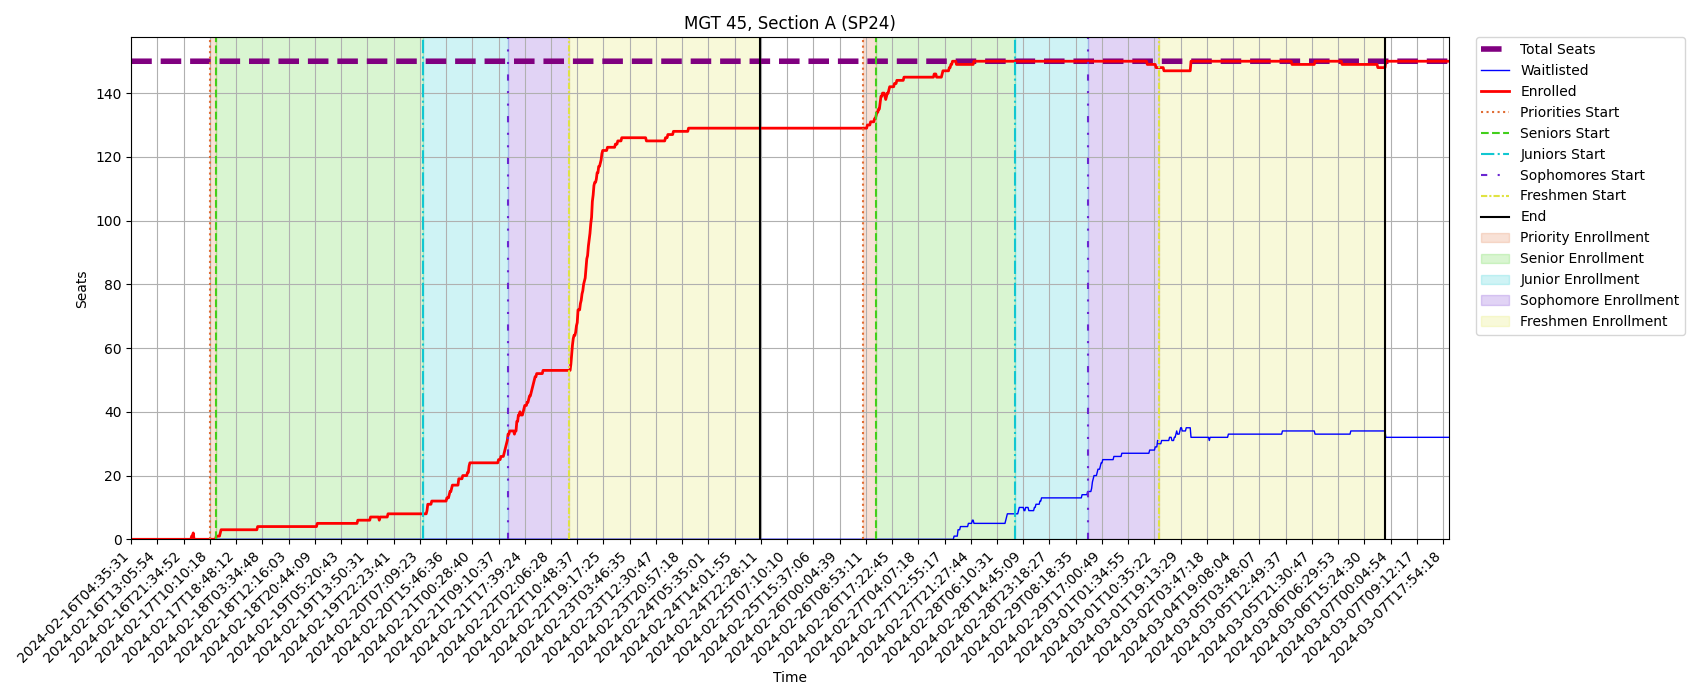 MGT 45, Section A (SP24)
Seats
140
120
100
80
60
40
20
0
2024-02-16T04:35:31
2024-02-16T13:05:54
2024-02-16T21:34:52
2024-02-17T10:10:18
2024-02-17T18:48:12
2024-02-18T03:34:48
2024-02-18T12:16:03
2024-02-18T20:44:09
2024-02-19T05:20:43
2024-02-19T13:50:31
2024-02-19T22:23:41
2024-02-20T07:09:23
2024-02-20T15:46:36
2024-02-21T00:28:40
2024-02-21T09:10:37
2024-02-21T17:39:24
2024-02-22T02:06:28
2024-02-22T10:48:37
2024-02-22T19:17:25
2024-02-23T03:46:35
2024-02-23T12:30:47
2024-02-23T20:57:18
2024-02-24T05:35:01
2024-02-24T14:01:55
2024-02-24T22:28:11
2024-02-25T07:10:10
2024-02-25T15:37:06
2024-02-26T00:04:39
2024-02-26T08:53:11
2024-02-26T17:22:45
2024-02-27T04:07:18
2024-02-27T12:55:17
2024-02-27T21:27:44
2024-02-28T06:10:31
2024-02-28T14:45:09
2024-02-28T23:18:27
2024-02-29T08:18:35
2024-02-29T17:00:49
2024-03-01T01:34:55
2024-03-01T10:35:22
2024-03-01T19:13:29
2024-03-02T03:47:18
2024-03-04T19:08:04
2024-03-05T03:48:07
2024-03-05T12:49:37
2024-03-05T21:30:47
2024-03-06T06:29:53
2024-03-06T15:24:30
2024-03-07T00:04:54
2024-03-07T09:12:17
2024-03-07T17:54:18
Time
Total Seats
Waitlisted
Enrolled
Priorities Start
Seniors Start
Juniors Start
Sophomores Start
Freshmen Start
End
Priority Enrollment
Senior Enrollment
Junior Enrollment
Sophomore Enrollment
Freshmen Enrollment